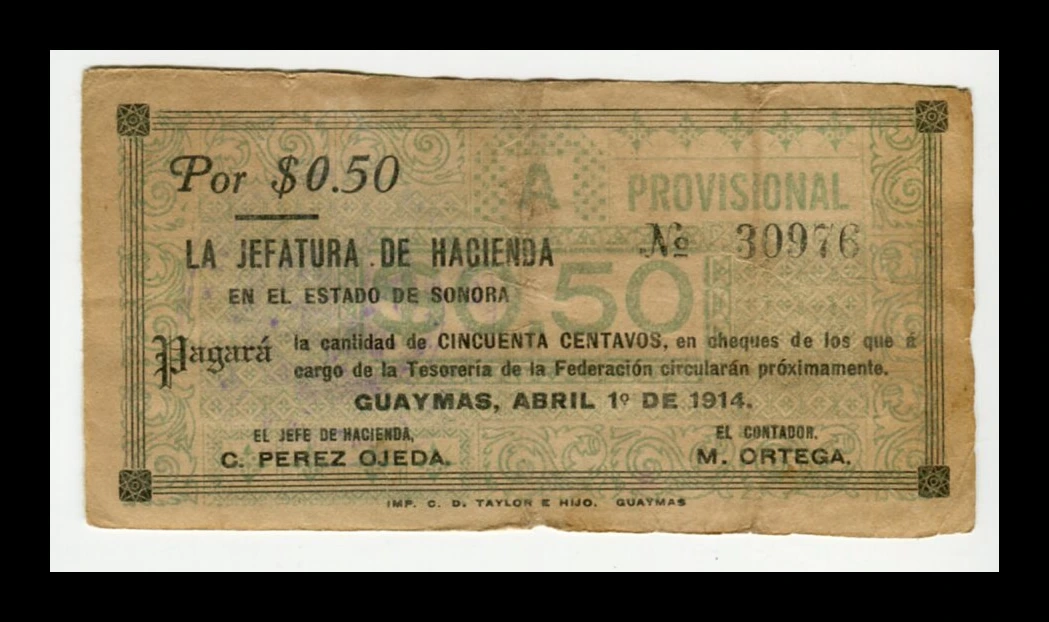 Por $0.50
A PROVISIONAL
Nº 30976
LA JEFATURA DE HACIENDA
EN EL ESTADO DE SONORA
$0.50
Pagará la cantidad de CINCUENTA CENTAVOS, en cheques de los que á
cargo de la Tesorería de la Federación circularán próximamente.
GUAYMAS, ABRIL 1º DE 1914.
EL JEFE DE HACIENDA,
C. PEREZ OJEDA.
EL CONTADOR.
M. ORTEGA.
IMP. C. D. TAYLOR E HIJO. GUAYMAS